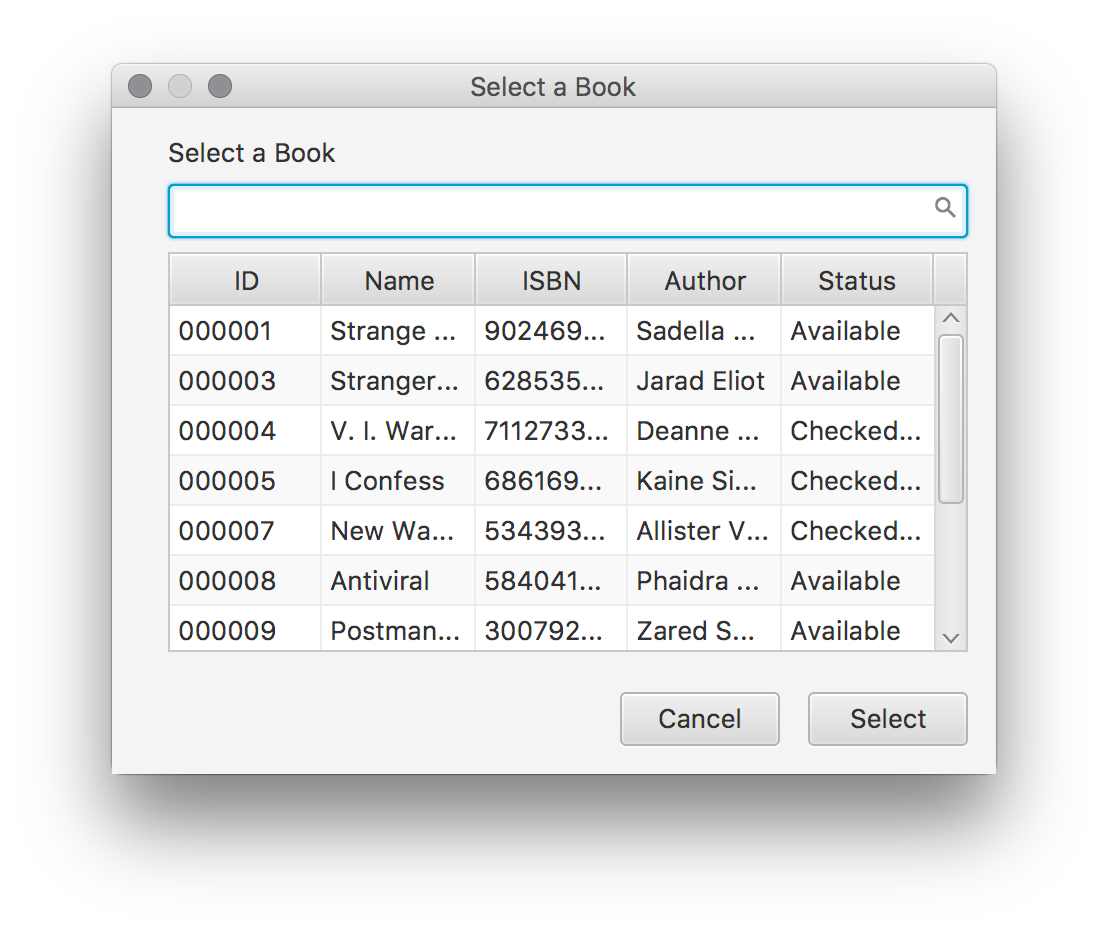 Select a Book
Select a Book
ID Name ISBN Author Status
000001 Strange ... 902469... Sadella ... Available
000003 Stranger... 628535... Jarad Eliot Available
000004 V. I. War... 7112733... Deanne ... Checked...
000005 I Confess 686169... Kaine Si... Checked...
000007 New Wa... 534393... Allister V... Checked...
000008 Antiviral 584041... Phaidra ... Available
000009 Postman... 300792... Zared S... Available
Cancel Select